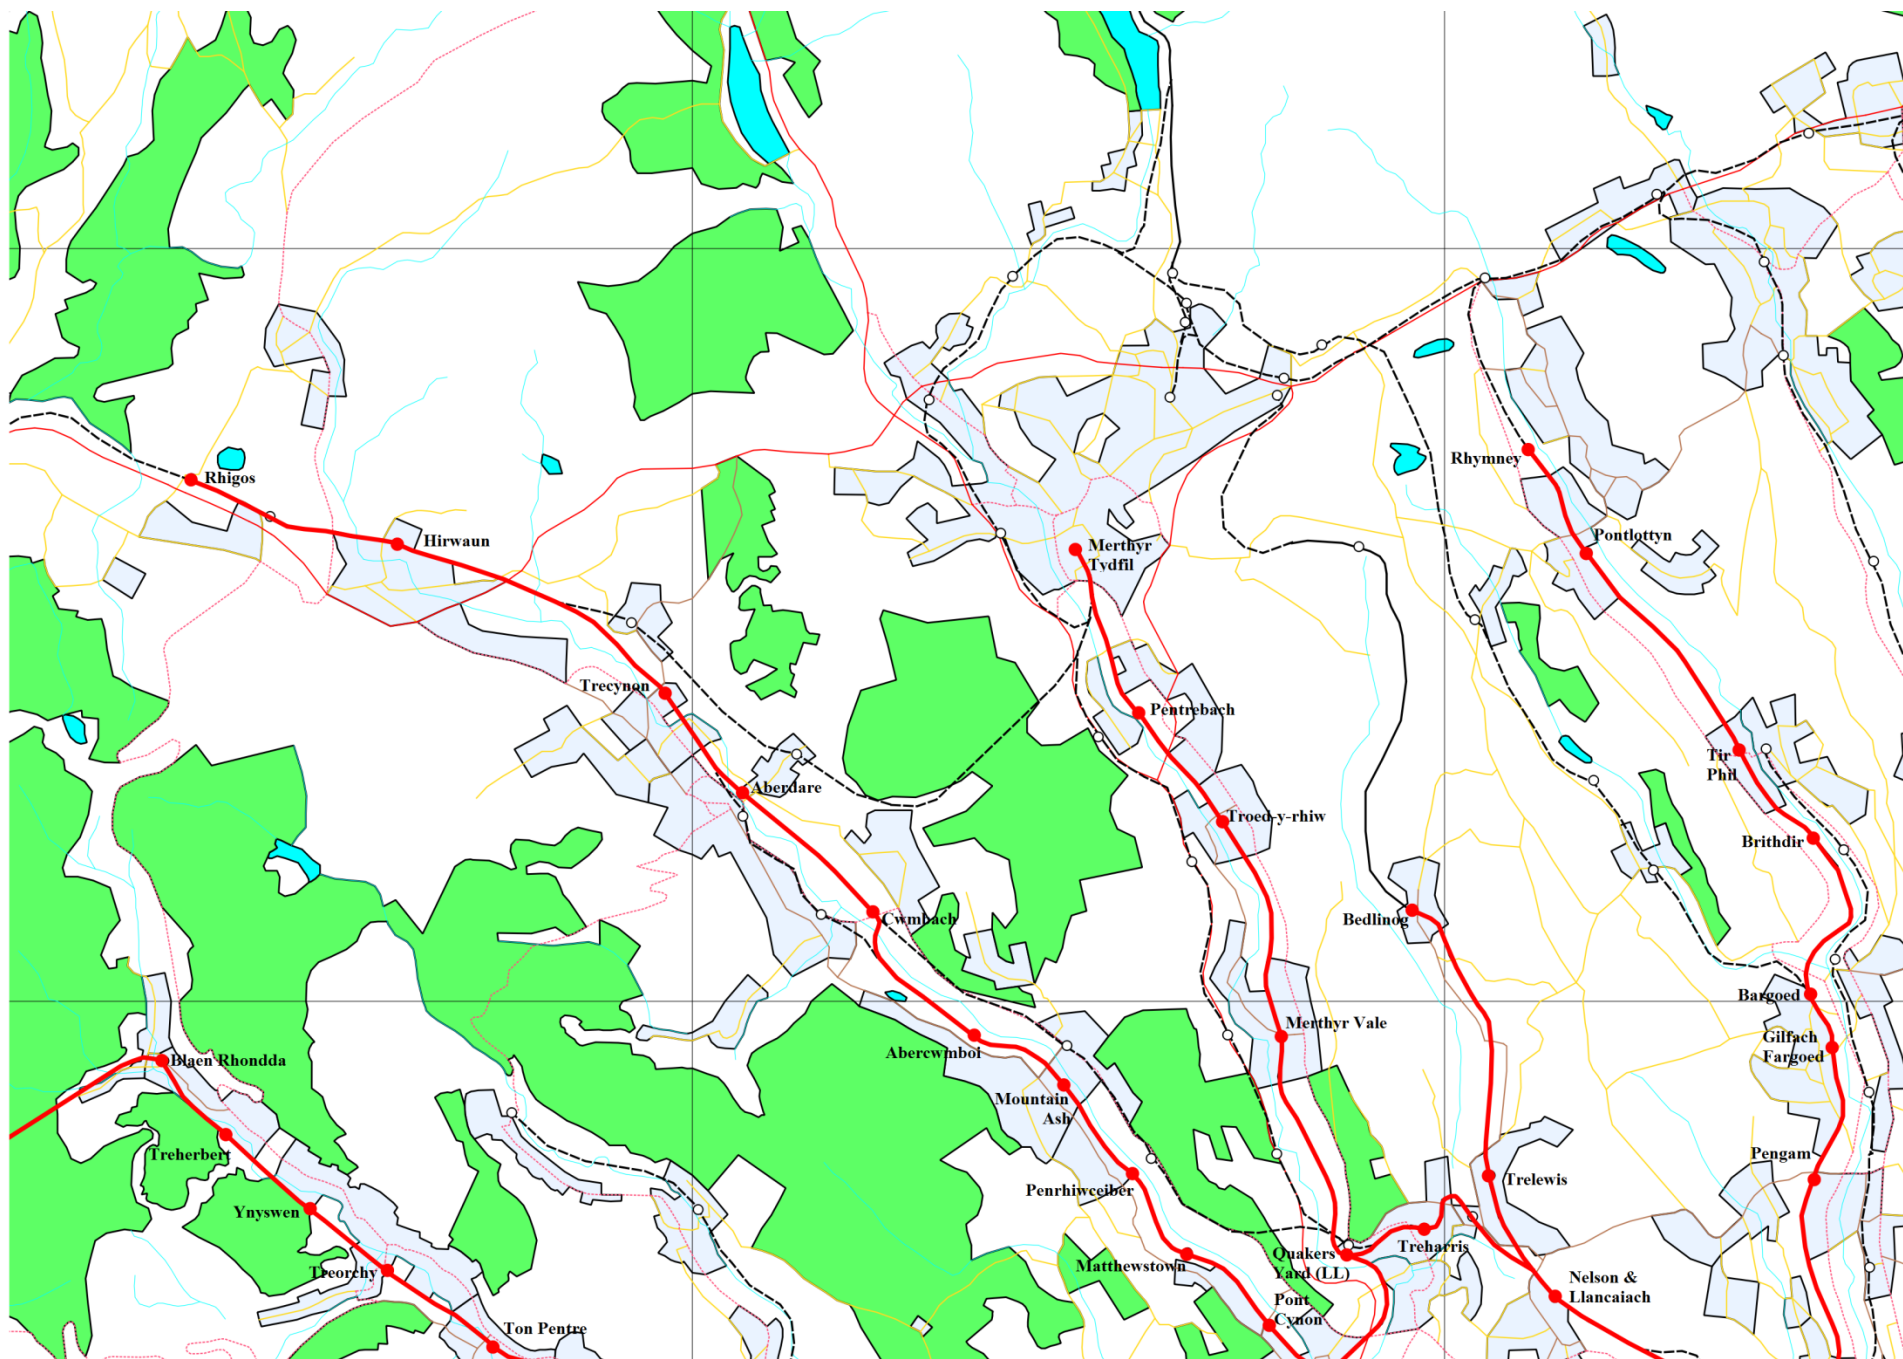 Rhymney
Rhigos
Pontlottyn
Hirwaun
Merthyr
Tydfil
Trecynon
Pentrebach
Tir
Phil
Aberdare
Troed-y-rhiw
Brithdir
Cwmbach
Bedlinog
Bargoed
Merthyr Vale
Gilfach
Fargoed
Abercwmboi
Blaen Rhondda
Mountain
Ash
Treherbert
Pengam
Trelewis
Penrhiwceiber
Ynyswen
Treharris
Quakers
Yard (LL)
Matthewstown
Treorchy
Nelson &
Llancaiach
Pont
Cynon
Ton Pentre